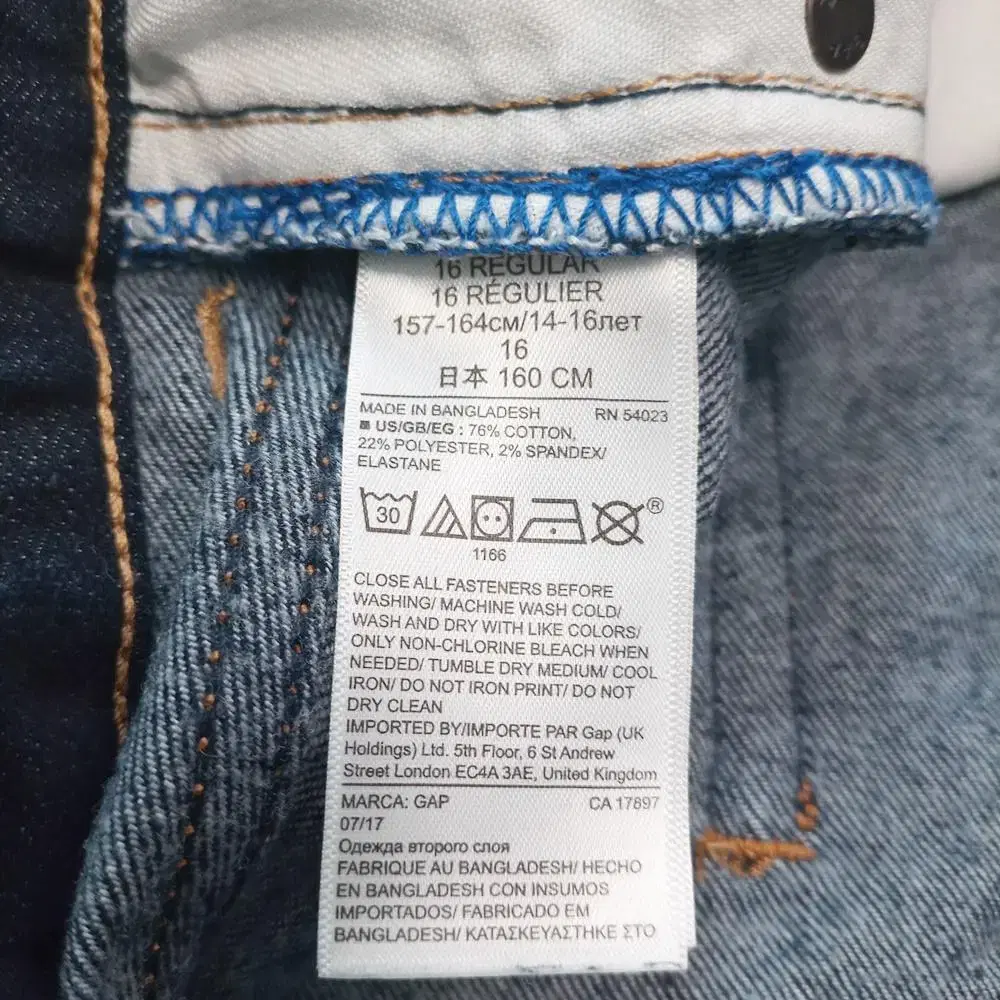 16 REGULAR
16 RÉGULIER
157-164см/14-16лет
16
日本 160 CM
MADE IN BANGLADESH RN 54023
US/GB/EG : 76% COTTON,
22% POLYESTER, 2% SPANDEX/
ELASTANE
30 ®
1166
CLOSE ALL FASTENERS BEFORE
WASHING/ MACHINE WASH COLD/
WASH AND DRY WITH LIKE COLORS/
ONLY NON-CHLORINE BLEACH WHEN
NEEDED/ TUMBLE DRY MEDIUM/ COOL
IRON/ DO NOT IRON PRINT/ DO NOT
DRY CLEAN
IMPORTED BY/IMPORTE PAR Gap (UK
Holdings) Ltd. 5th Floor, 6 St Andrew
Street London EC4A 3AE, United Kingdom
MARCA: GAP CA 17897
07/17
Одежда второго слоя
FABRIQUE AU BANGLADESH/ HECHO
EN BANGLADESH CON INSUMOS
IMPORTADOS/ FABRICADO EM
BANGLADESH/ ΚΑΤΑΣΚΕΥΑΣΤΗΚΕ ΣΤΟ